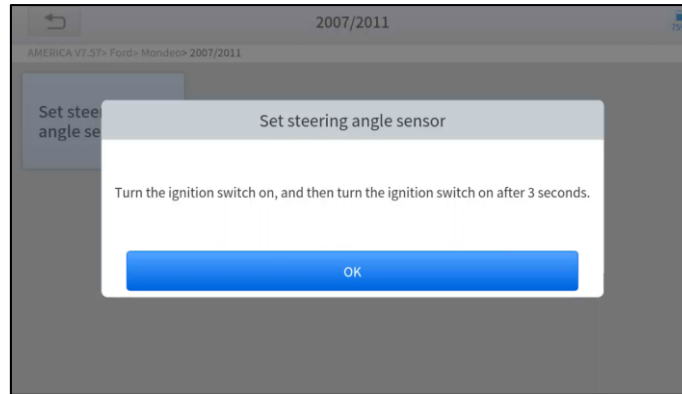 2007/2011
AMERICA V7.57> Ford> Mondeo> 2007/2011
Set stee
angle se
Set steering angle sensor
Turn the ignition switch on, and then turn the ignition switch on after 3 seconds.
OK